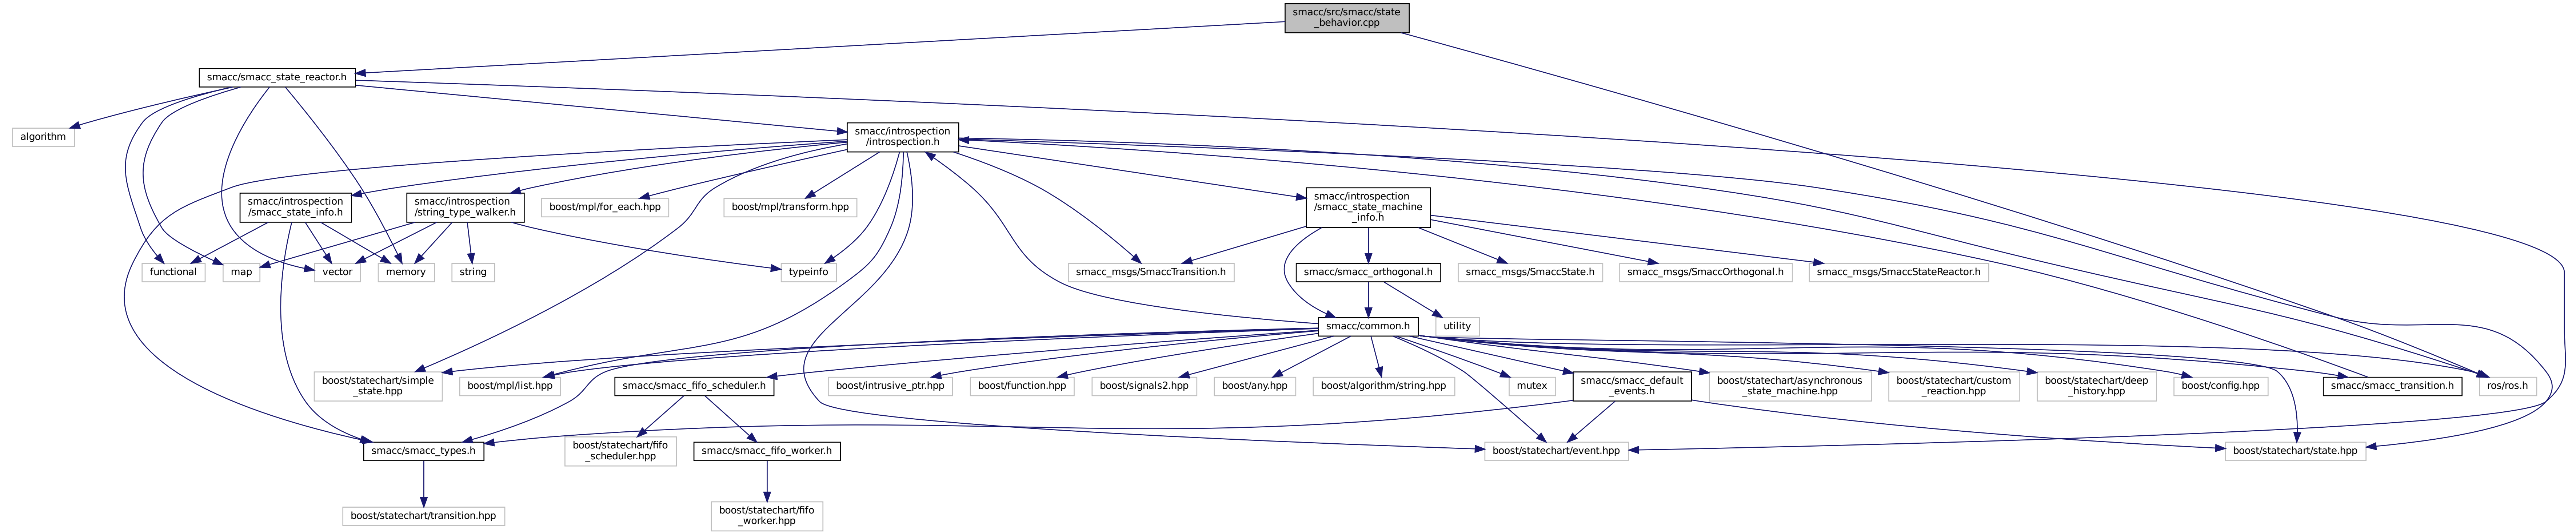 smacc/src/smacc/state
_behavior.cpp
smacc/smacc_state_reactor.h
algorithm
smacc/introspection
/introspection.h
smacc/introspection
/smacc_state_info.h
smacc/introspection
/string_type_walker.h
boost/mpl/for_each.hpp
boost/mpl/transform.hpp
smacc/introspection
/smacc_state_machine
_info.h
functional
map
vector
memory
string
typeinfo
smacc_msgs/SmaccTransition.h
smacc/smacc_orthogonal.h
smacc_msgs/SmaccState.h
smacc_msgs/SmaccOrthogonal.h
smacc_msgs/SmaccStateReactor.h
smacc/common.h
utility
boost/statechart/simple
_state.hpp
boost/mpl/list.hpp
smacc/smacc_fifo_scheduler.h
boost/intrusive_ptr.hpp
boost/function.hpp
boost/signals2.hpp
boost/any.hpp
boost/algorithm/string.hpp
mutex
smacc/smacc_default
_events.h
boost/statechart/asynchronous
_state_machine.hpp
boost/statechart/custom
_reaction.hpp
boost/statechart/deep
_history.hpp
boost/config.hpp
smacc/smacc_transition.h
ros/ros.h
smacc/smacc_types.h
boost/statechart/fifo
_scheduler.hpp
smacc/smacc_fifo_worker.h
boost/statechart/event.hpp
boost/statechart/state.hpp
boost/statechart/transition.hpp
boost/statechart/fifo
_worker.hpp